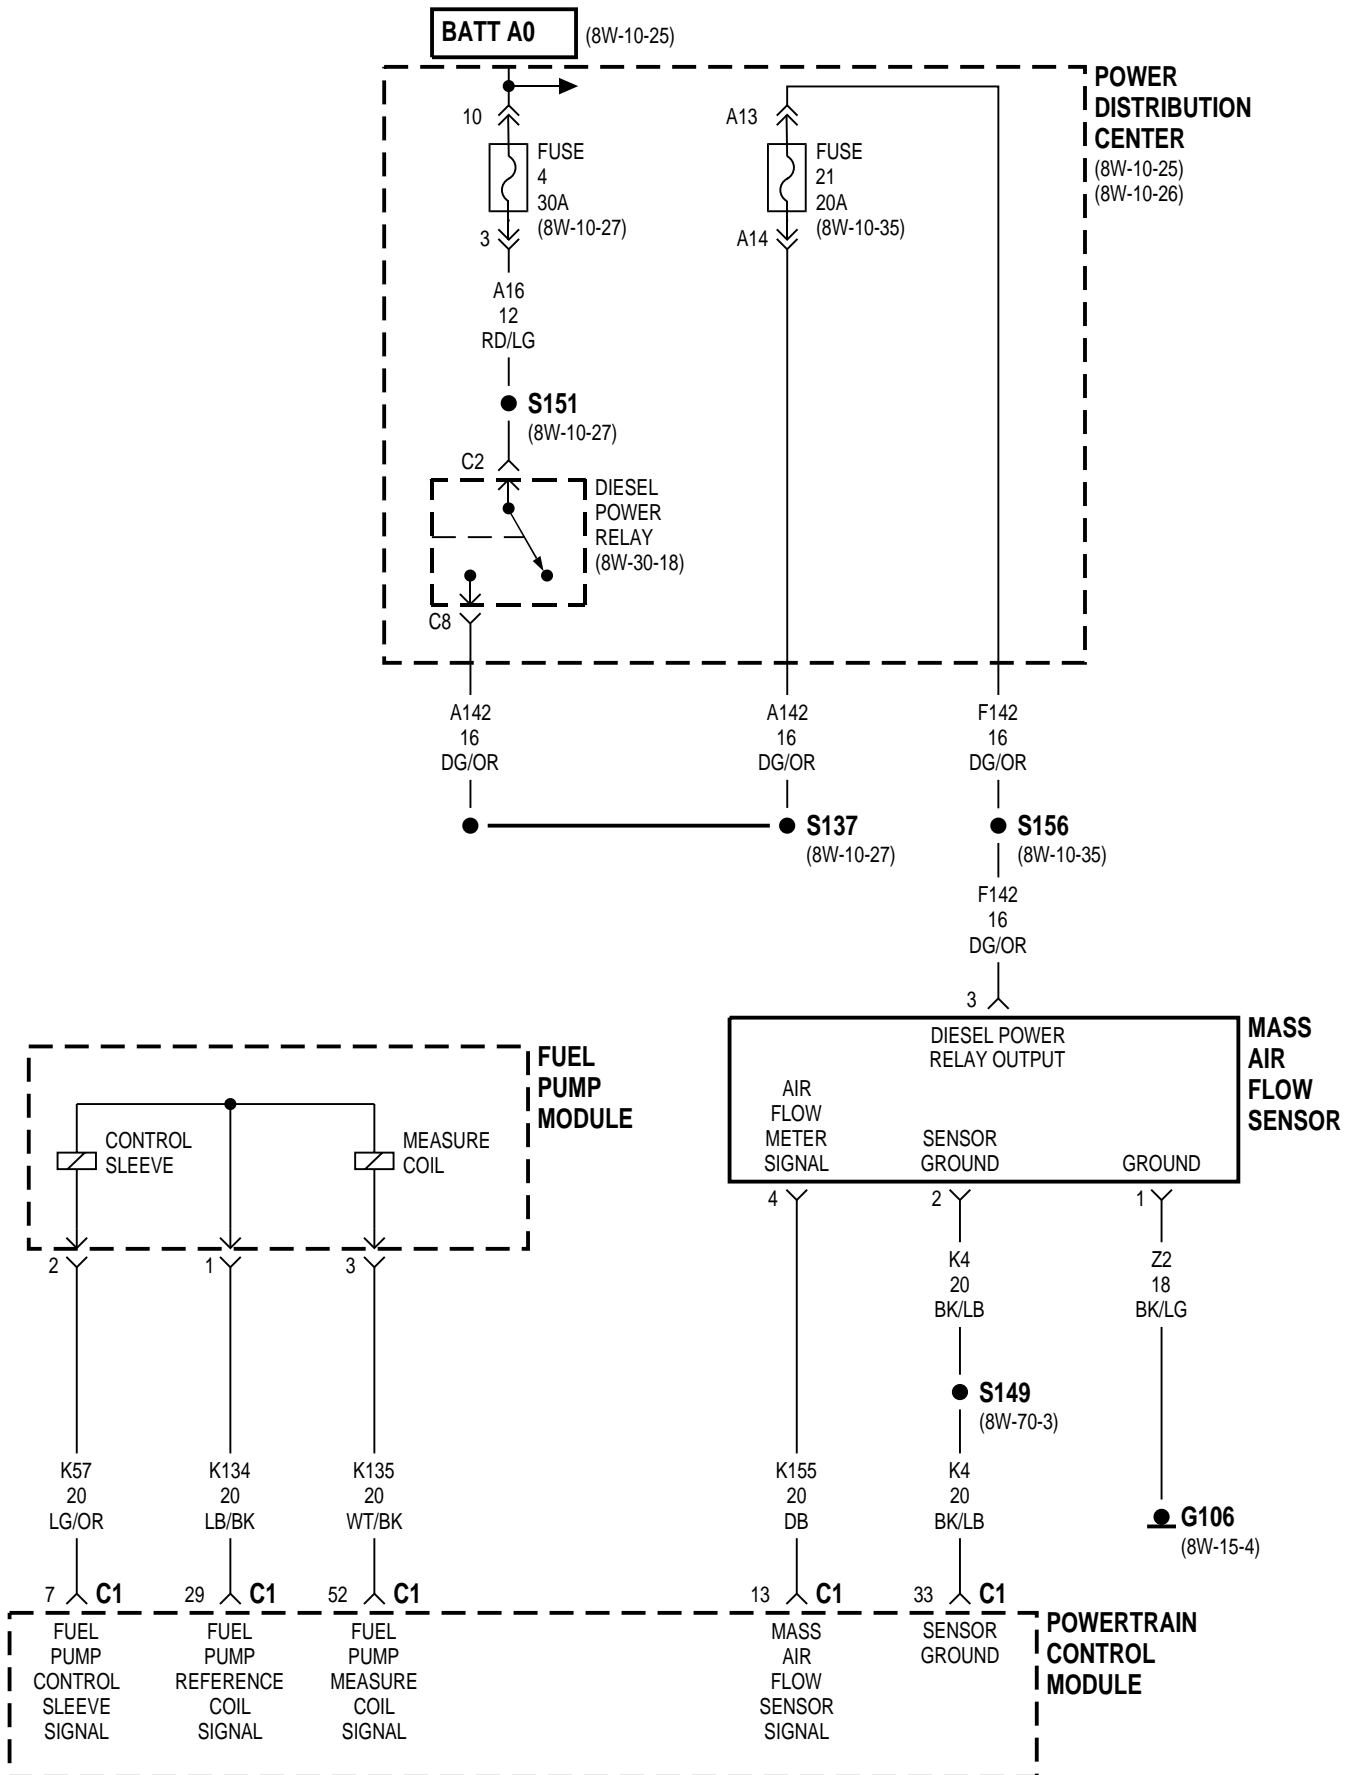 BATT A0
(8W-10-25)
POWER
DISTRIBUTION
CENTER
(8W-10-25)
(8W-10-26)
10
FUSE
4
30A
(8W-10-27)
3
A13
FUSE
21
20A
(8W-10-35)
A14
A16
12
RD/LG
S151
(8W-10-27)
C2
DIESEL
POWER
RELAY
(8W-30-18)
C8
A142
16
DG/OR
A142
16
DG/OR
F142
16
DG/OR
S137
(8W-10-27)
S156
(8W-10-35)
F142
16
DG/OR
3
DIESEL POWER
RELAY OUTPUT
MASS
AIR
FLOW
SENSOR
AIR
FLOW
METER
SIGNAL
SENSOR
GROUND
GROUND
FUEL
PUMP
MODULE
CONTROL
SLEEVE
MEASURE
COIL
2
1
3
4
2
1
K4
20
BK/LB
Z2
18
BK/LG
S149
(8W-70-3)
K57
20
LG/OR
K134
20
LB/BK
K135
20
WT/BK
K155
20
DB
K4
20
BK/LB
G106
(8W-15-4)
7 C1
29 C1
52 C1
13 C1
33 C1
FUEL
PUMP
CONTROL
SLEEVE
SIGNAL
FUEL
PUMP
REFERENCE
COIL
SIGNAL
FUEL
PUMP
MEASURE
COIL
SIGNAL
MASS
AIR
FLOW
SENSOR
SIGNAL
SENSOR
GROUND
POWERTRAIN
CONTROL
MODULE